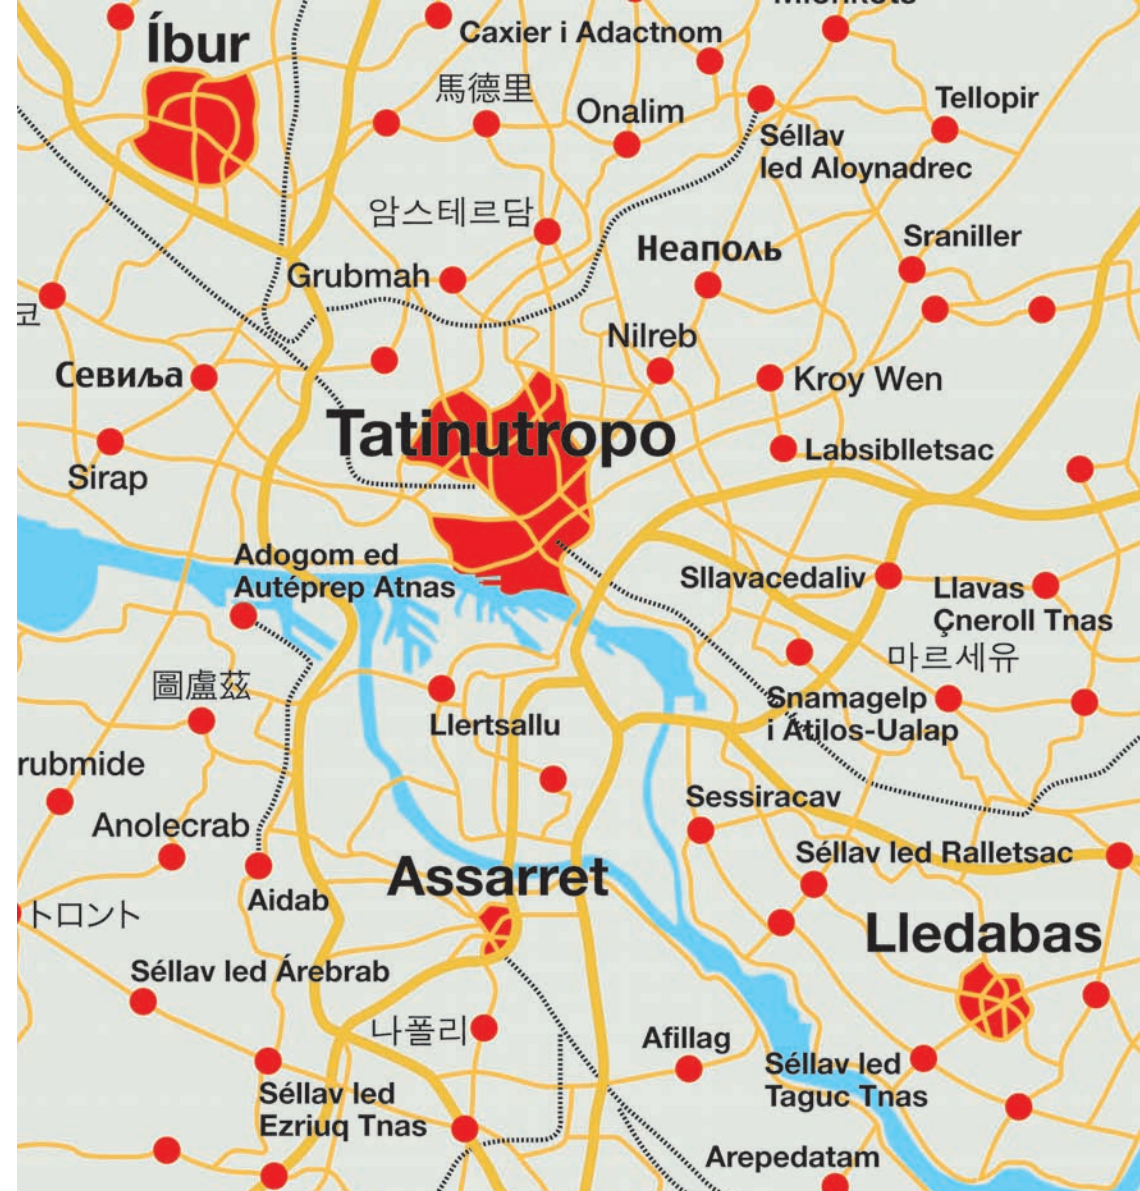 Íbur
Caxier i Adactnom
馬德里
Onalim
Tellopir
Séllav
led Aloynadrec
암스테르담
Неаполь
Sraniller
Grubmah
Nilreb
Севиља
Kroy Wen
Tatinutropo
Labsiblletsac
Sirap
Adogom ed
Autéprep Atnas
Sllavacedaliv
Llavas
Çneroll Tnas
마르세유
圖盧茲
Snamagelp
i Átilos-Ualap
Llertsallu
rubmide
Sessiracav
Anolecrab
Séllav led Ralletsac
Assarret
Aidab
トロント
Lledabas
Séllav led Árebrab
나폴리
Afillag
Séllav led
Taguc Tnas
Séllav led
Ezriuq Tnas
Arepedatam